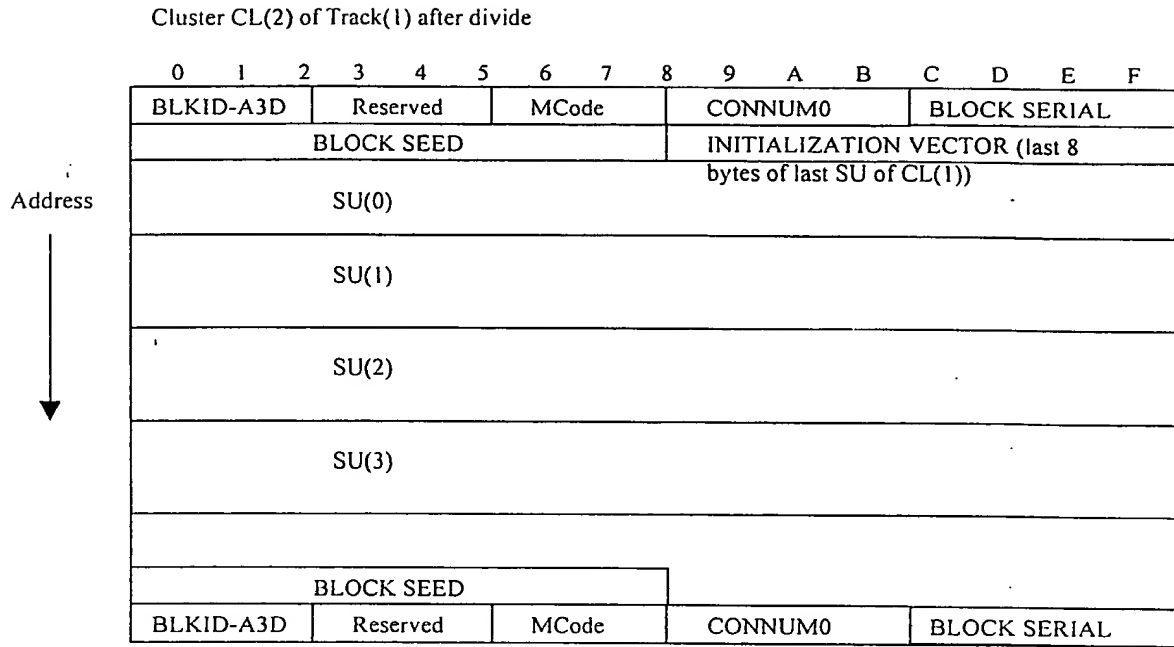 Cluster CL(2) of Track(1) after divide
0 1 2 3 4 5 6 7 8 9 A B C D E F
BLKID-A3D Reserved MCode CONNUM0 BLOCK SERIAL
BLOCK SEED INITIALIZATION VECTOR (last 8
bytes of last SU of CL(1))
Address
SU(0)
SU(1)
SU(2)
SU(3)
BLOCK SEED
BLKID-A3D Reserved MCode CONNUM0 BLOCK SERIAL